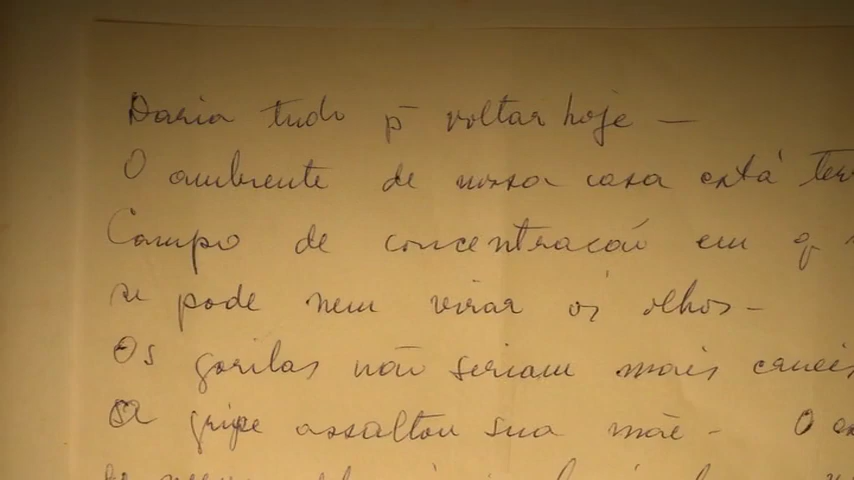 Daria tudo p̄ voltar hoje —
O ambiente de nossa casa está
Campo de concentração em q
se pode nem virar os olhos —
Os gorilas não seriam mais
A gripe assaltou sua mãe - O